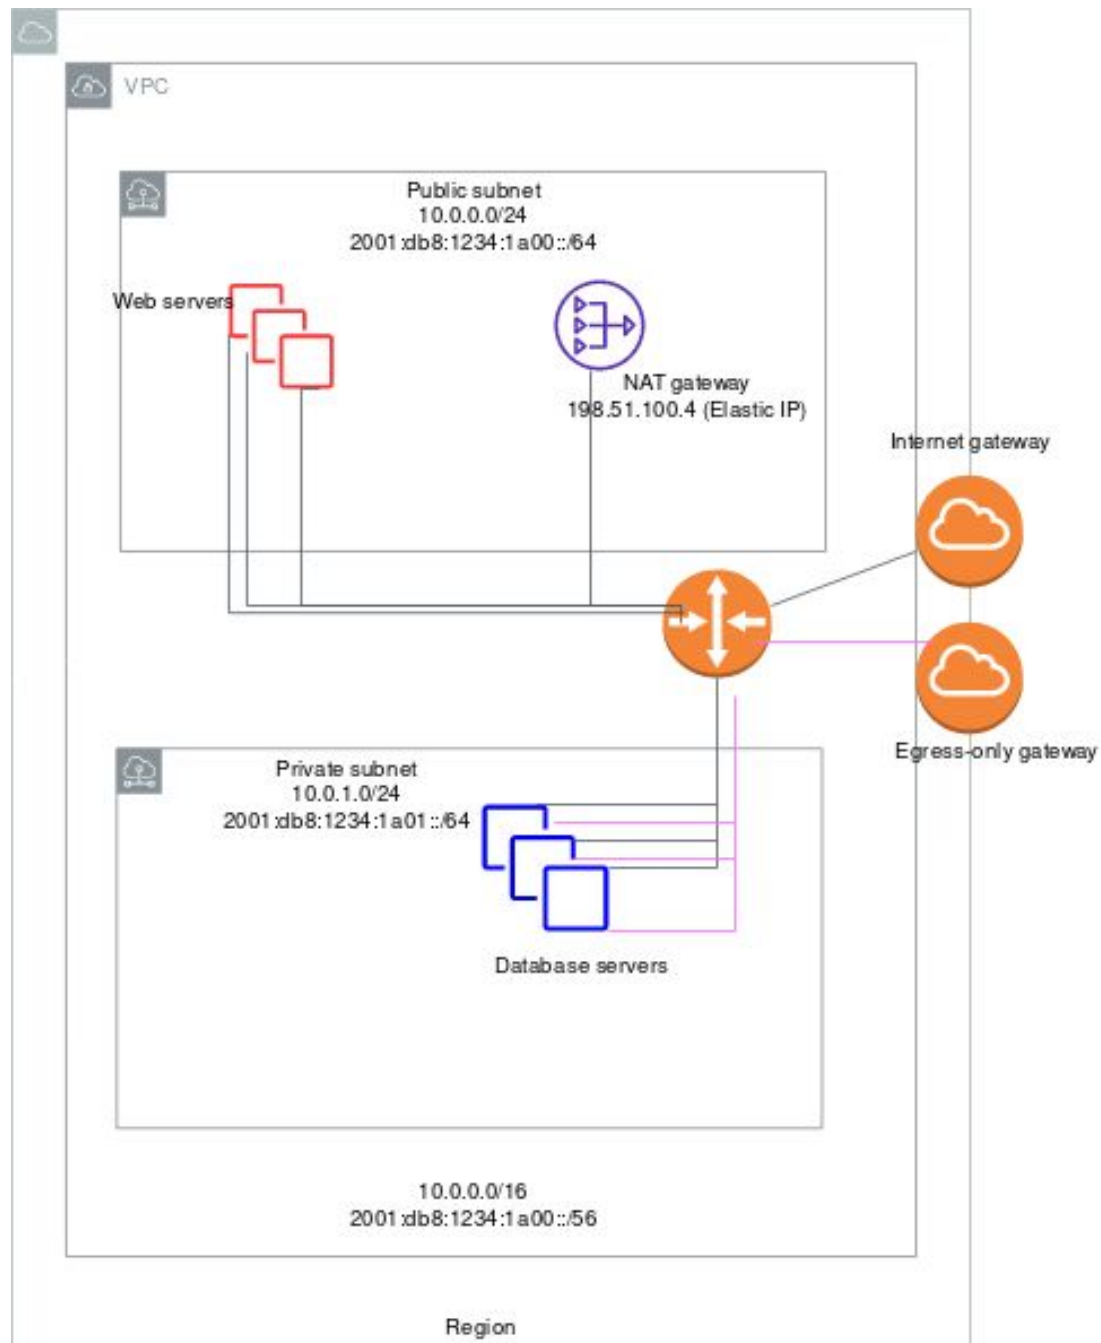 VPC
Public subnet
10.0.0.0/24
2001:db8:1234:1a00::/64
Web servers
NAT gateway
198.51.100.4 (Elastic IP)
Internet gateway
Egress-only gateway
Private subnet
10.0.1.0/24
2001:db8:1234:1a01::/64
Database servers
10.0.0.0/16
2001:db8:1234:1a00::/56
Region